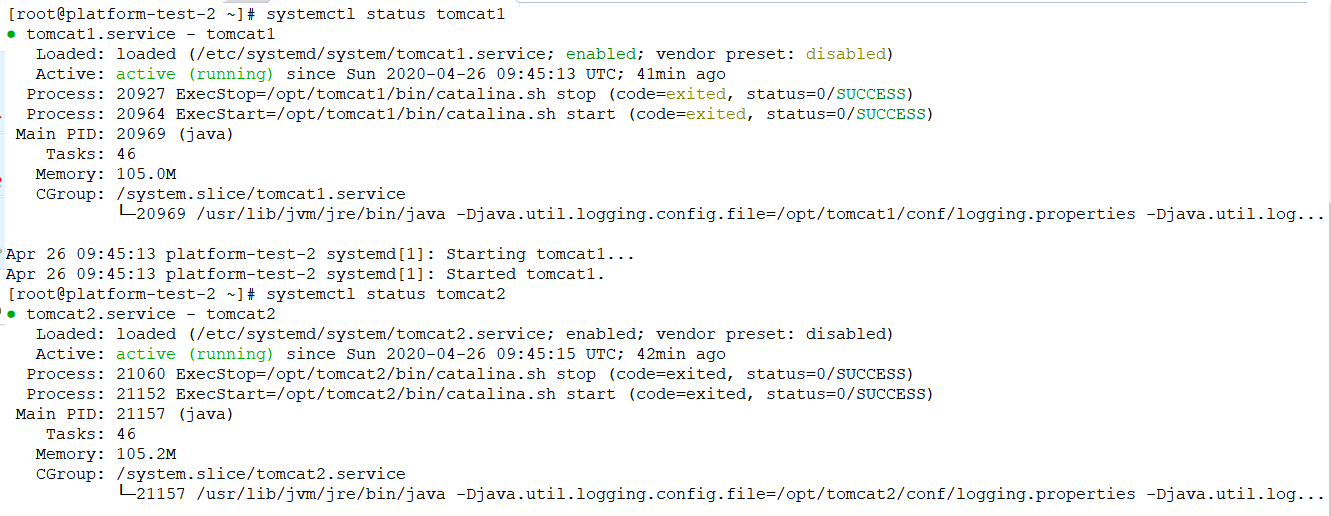 [root@platform-test-2 ~]# systemctl status tomcat1
● tomcat1.service - tomcat1
Loaded: loaded (/etc/systemd/system/tomcat1.service; enabled; vendor preset: disabled)
Active: active (running) since Sun 2020-04-26 09:45:13 UTC; 41min ago
Process: 20927 ExecStop=/opt/tomcat1/bin/catalina.sh stop (code=exited, status=0/SUCCESS)
Process: 20964 ExecStart=/opt/tomcat1/bin/catalina.sh start (code=exited, status=0/SUCCESS)
Main PID: 20969 (java)
Tasks: 46
Memory: 105.0M
CGroup: /system.slice/tomcat1.service
└─20969 /usr/lib/jvm/jre/bin/java -Djava.util.logging.config.file=/opt/tomcat1/conf/logging.properties -Djava.util.log...
Apr 26 09:45:13 platform-test-2 systemd[1]: Starting tomcat1...
Apr 26 09:45:13 platform-test-2 systemd[1]: Started tomcat1.
[root@platform-test-2 ~]# systemctl status tomcat2
● tomcat2.service - tomcat2
Loaded: loaded (/etc/systemd/system/tomcat2.service; enabled; vendor preset: disabled)
Active: active (running) since Sun 2020-04-26 09:45:15 UTC; 42min ago
Process: 21060 ExecStop=/opt/tomcat2/bin/catalina.sh stop (code=exited, status=0/SUCCESS)
Process: 21152 ExecStart=/opt/tomcat2/bin/catalina.sh start (code=exited, status=0/SUCCESS)
Main PID: 21157 (java)
Tasks: 46
Memory: 105.2M
CGroup: /system.slice/tomcat2.service
└─21157 /usr/lib/jvm/jre/bin/java -Djava.util.logging.config.file=/opt/tomcat2/conf/logging.properties -Djava.util.log...